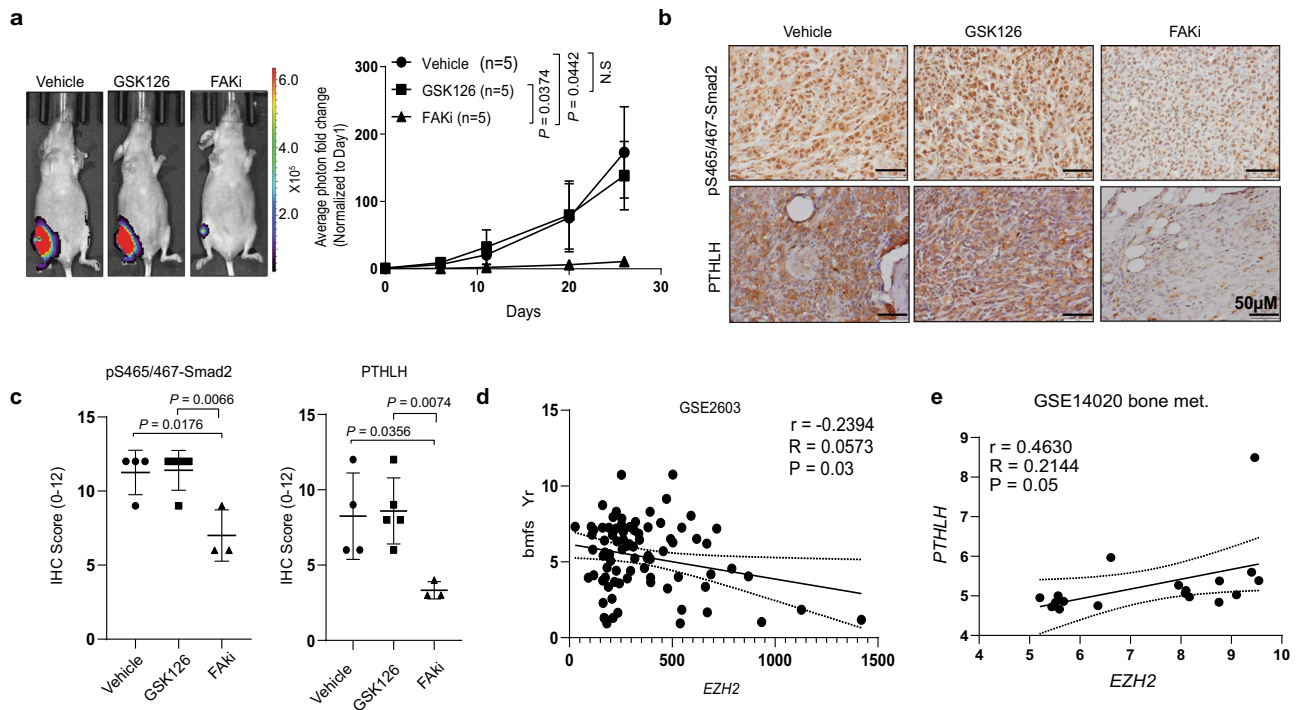 a
Vehicle
GSK126
FAKi
6.0
4.0
2.0
X10⁵
Average photon fold change
(Normalized to Day1)
300
200
100
0
0
10
20
30
Days
Vehicle (n=5)
GSK126 (n=5)
FAKi (n=5)
P = 0.0374
P = 0.0442
N.S
b
Vehicle
GSK126
FAKi
pS465/467-Smad2
PTHLH
50µM
c
pS465/467-Smad2
P = 0.0066
P = 0.0176
IHC Score (0-12)
15
10
5
0
Vehicle
GSK126
FAKi
PTHLH
P = 0.0074
P = 0.0356
IHC Score (0-12)
15
10
5
0
Vehicle
GSK126
FAKi
d
GSE2603
r = -0.2394
R = 0.0573
P = 0.03
bmfs Yr
15
10
5
0
0
500
1000
1500
EZH2
e
GSE14020 bone met.
r = 0.4630
R = 0.2144
P = 0.05
PTHLH
9
8
7
6
5
4
4
5
6
7
8
9
10
EZH2